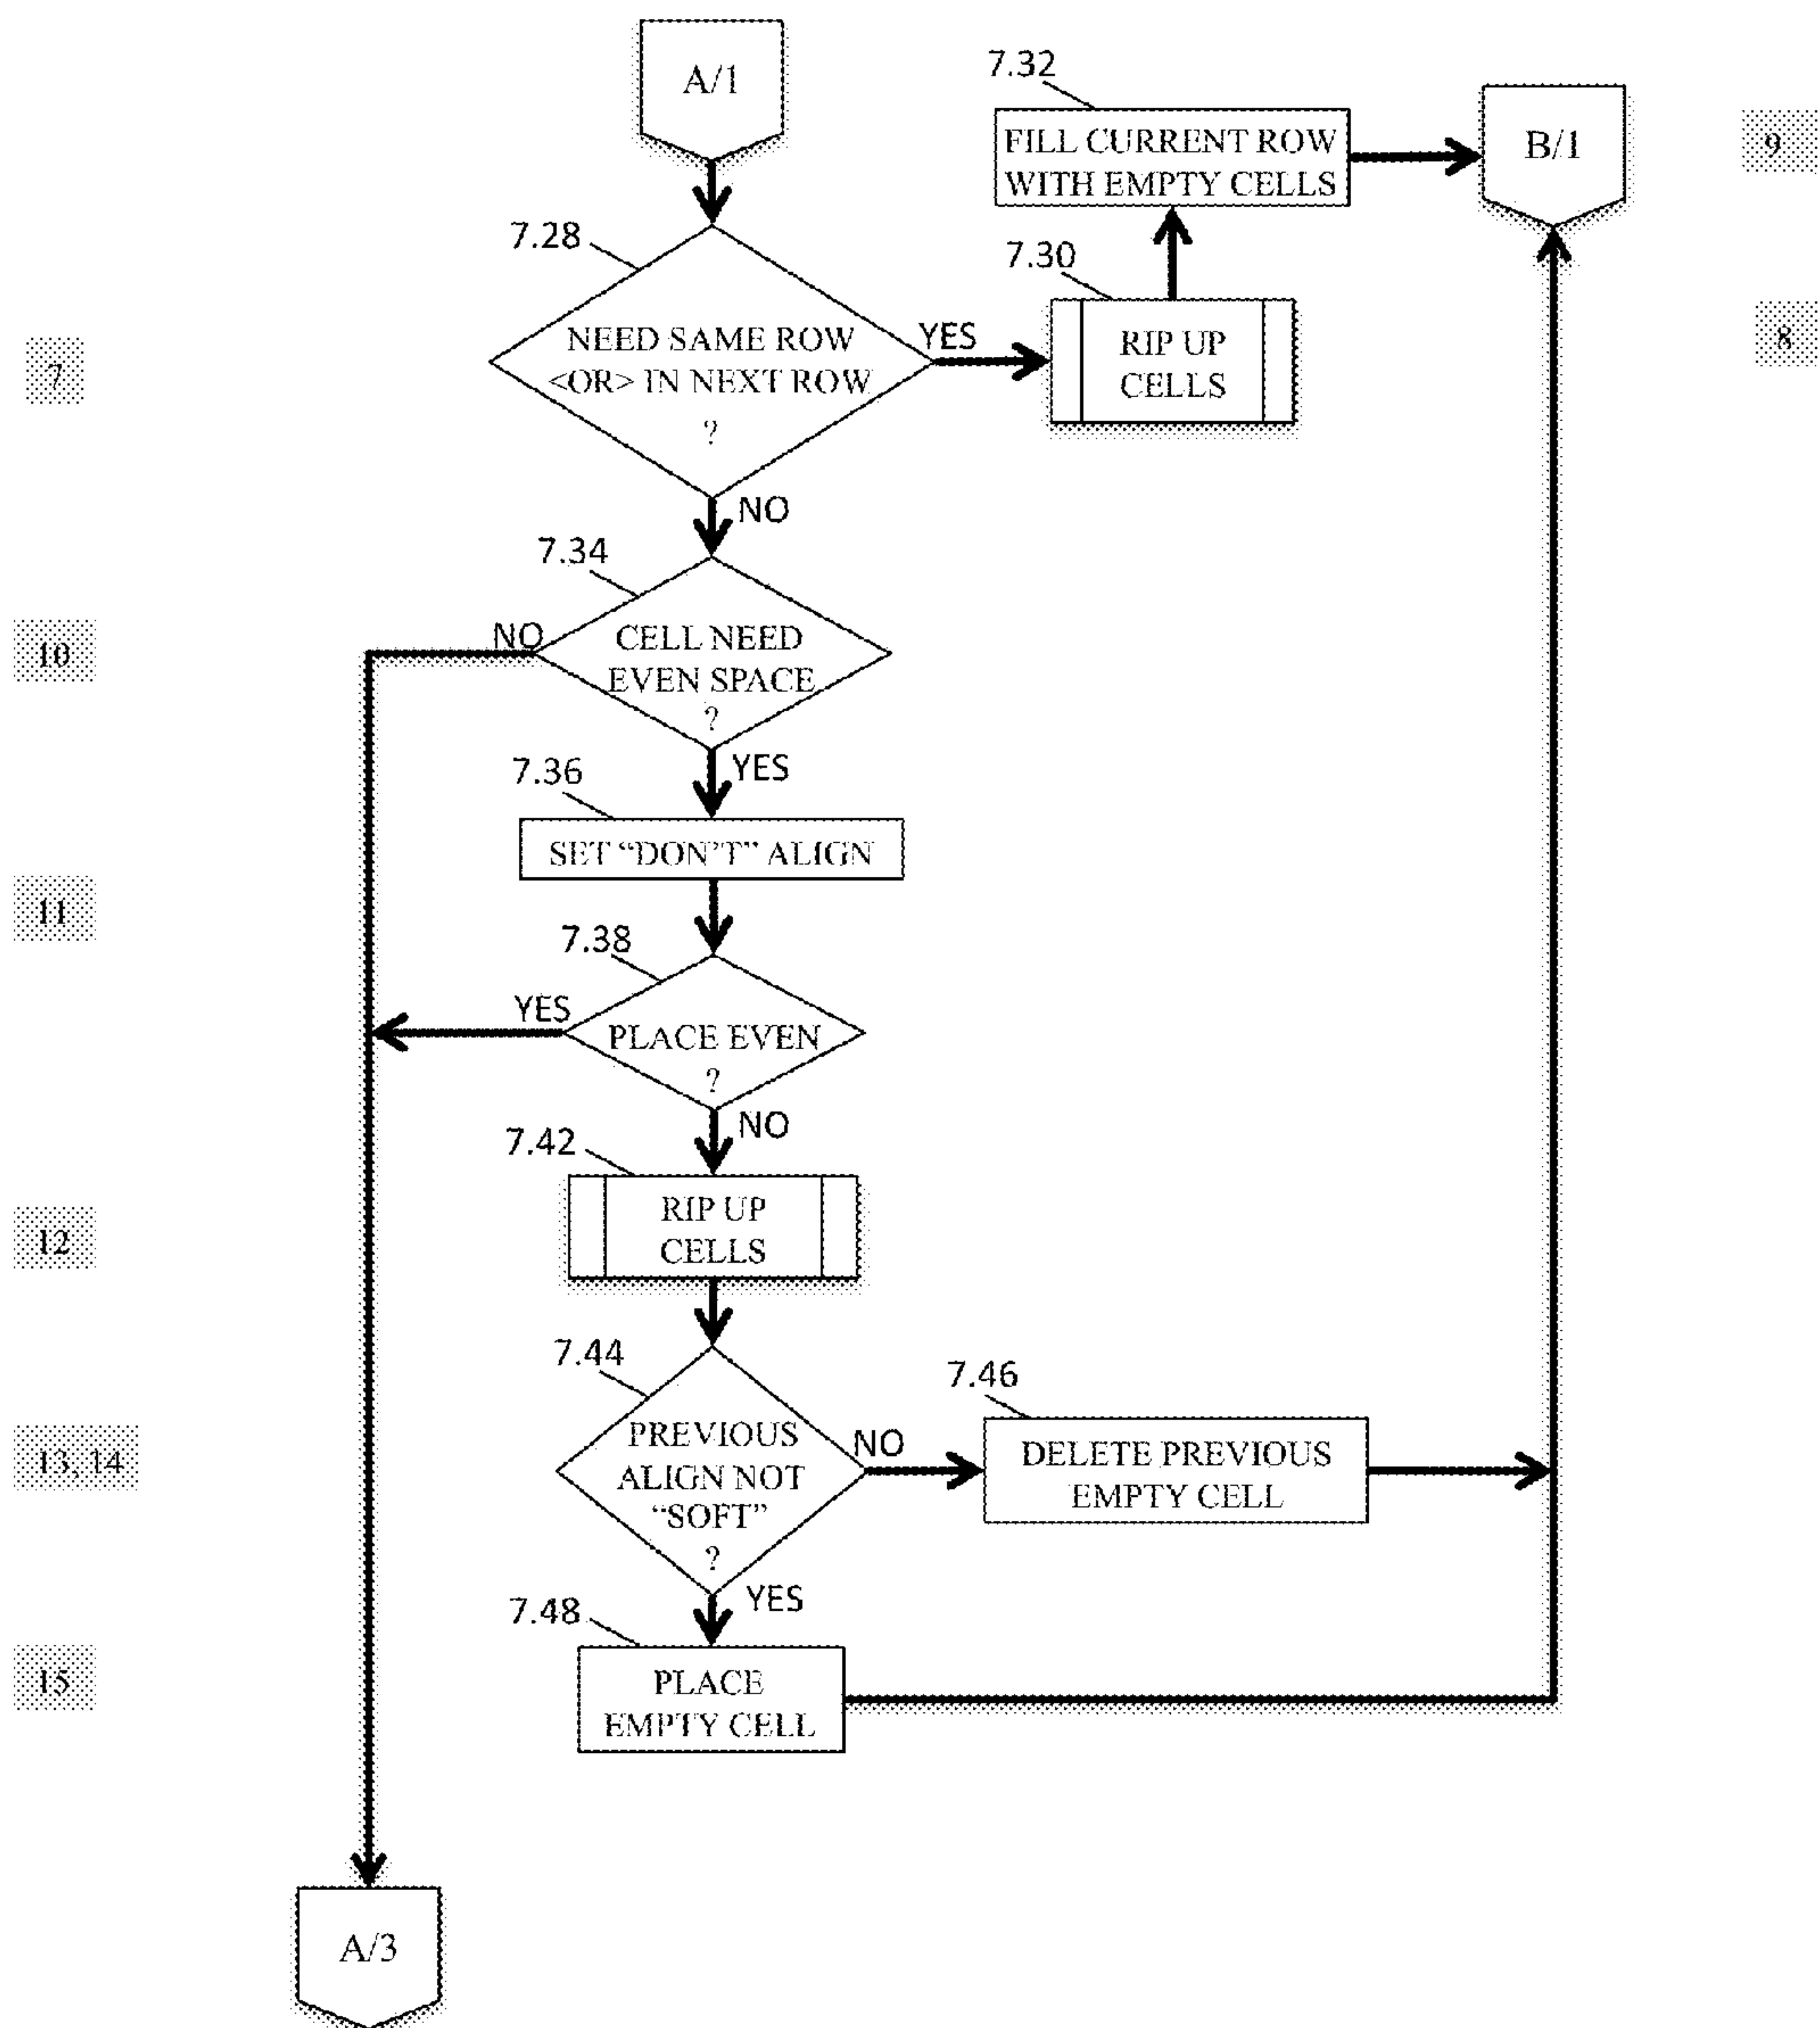 A/1
7.32
FILL CURRENT ROW
WITH EMPTY CELLS
B/1
9
7.28
NEED SAME ROW
<OR> IN NEXT ROW
?
YES
7.30
RIP UP
CELLS
8
7
NO
7.34
CELL NEED
EVEN SPACE
?
NO
10
YES
7.36
SET “DON'T” ALIGN
11
7.38
PLACE EVEN
?
YES
NO
7.42
RIP UP
CELLS
12
7.44
PREVIOUS
ALIGN NOT
“SOFT”
?
NO
7.46
DELETE PREVIOUS
EMPTY CELL
13, 14
YES
7.48
PLACE
EMPTY CELL
15
A/3